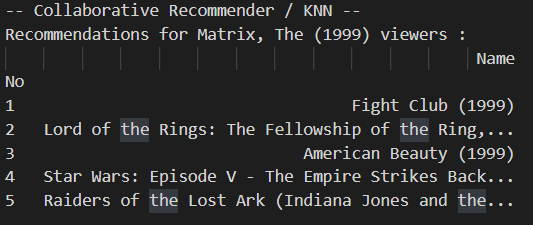 -- Collaborative Recommender / KNN --
Recommendations for Matrix, The (1999) viewers :
Name
No
1 Fight Club (1999)
2 Lord of the Rings: The Fellowship of the Ring,...
3 American Beauty (1999)
4 Star Wars: Episode V - The Empire Strikes Back...
5 Raiders of the Lost Ark (Indiana Jones and the...